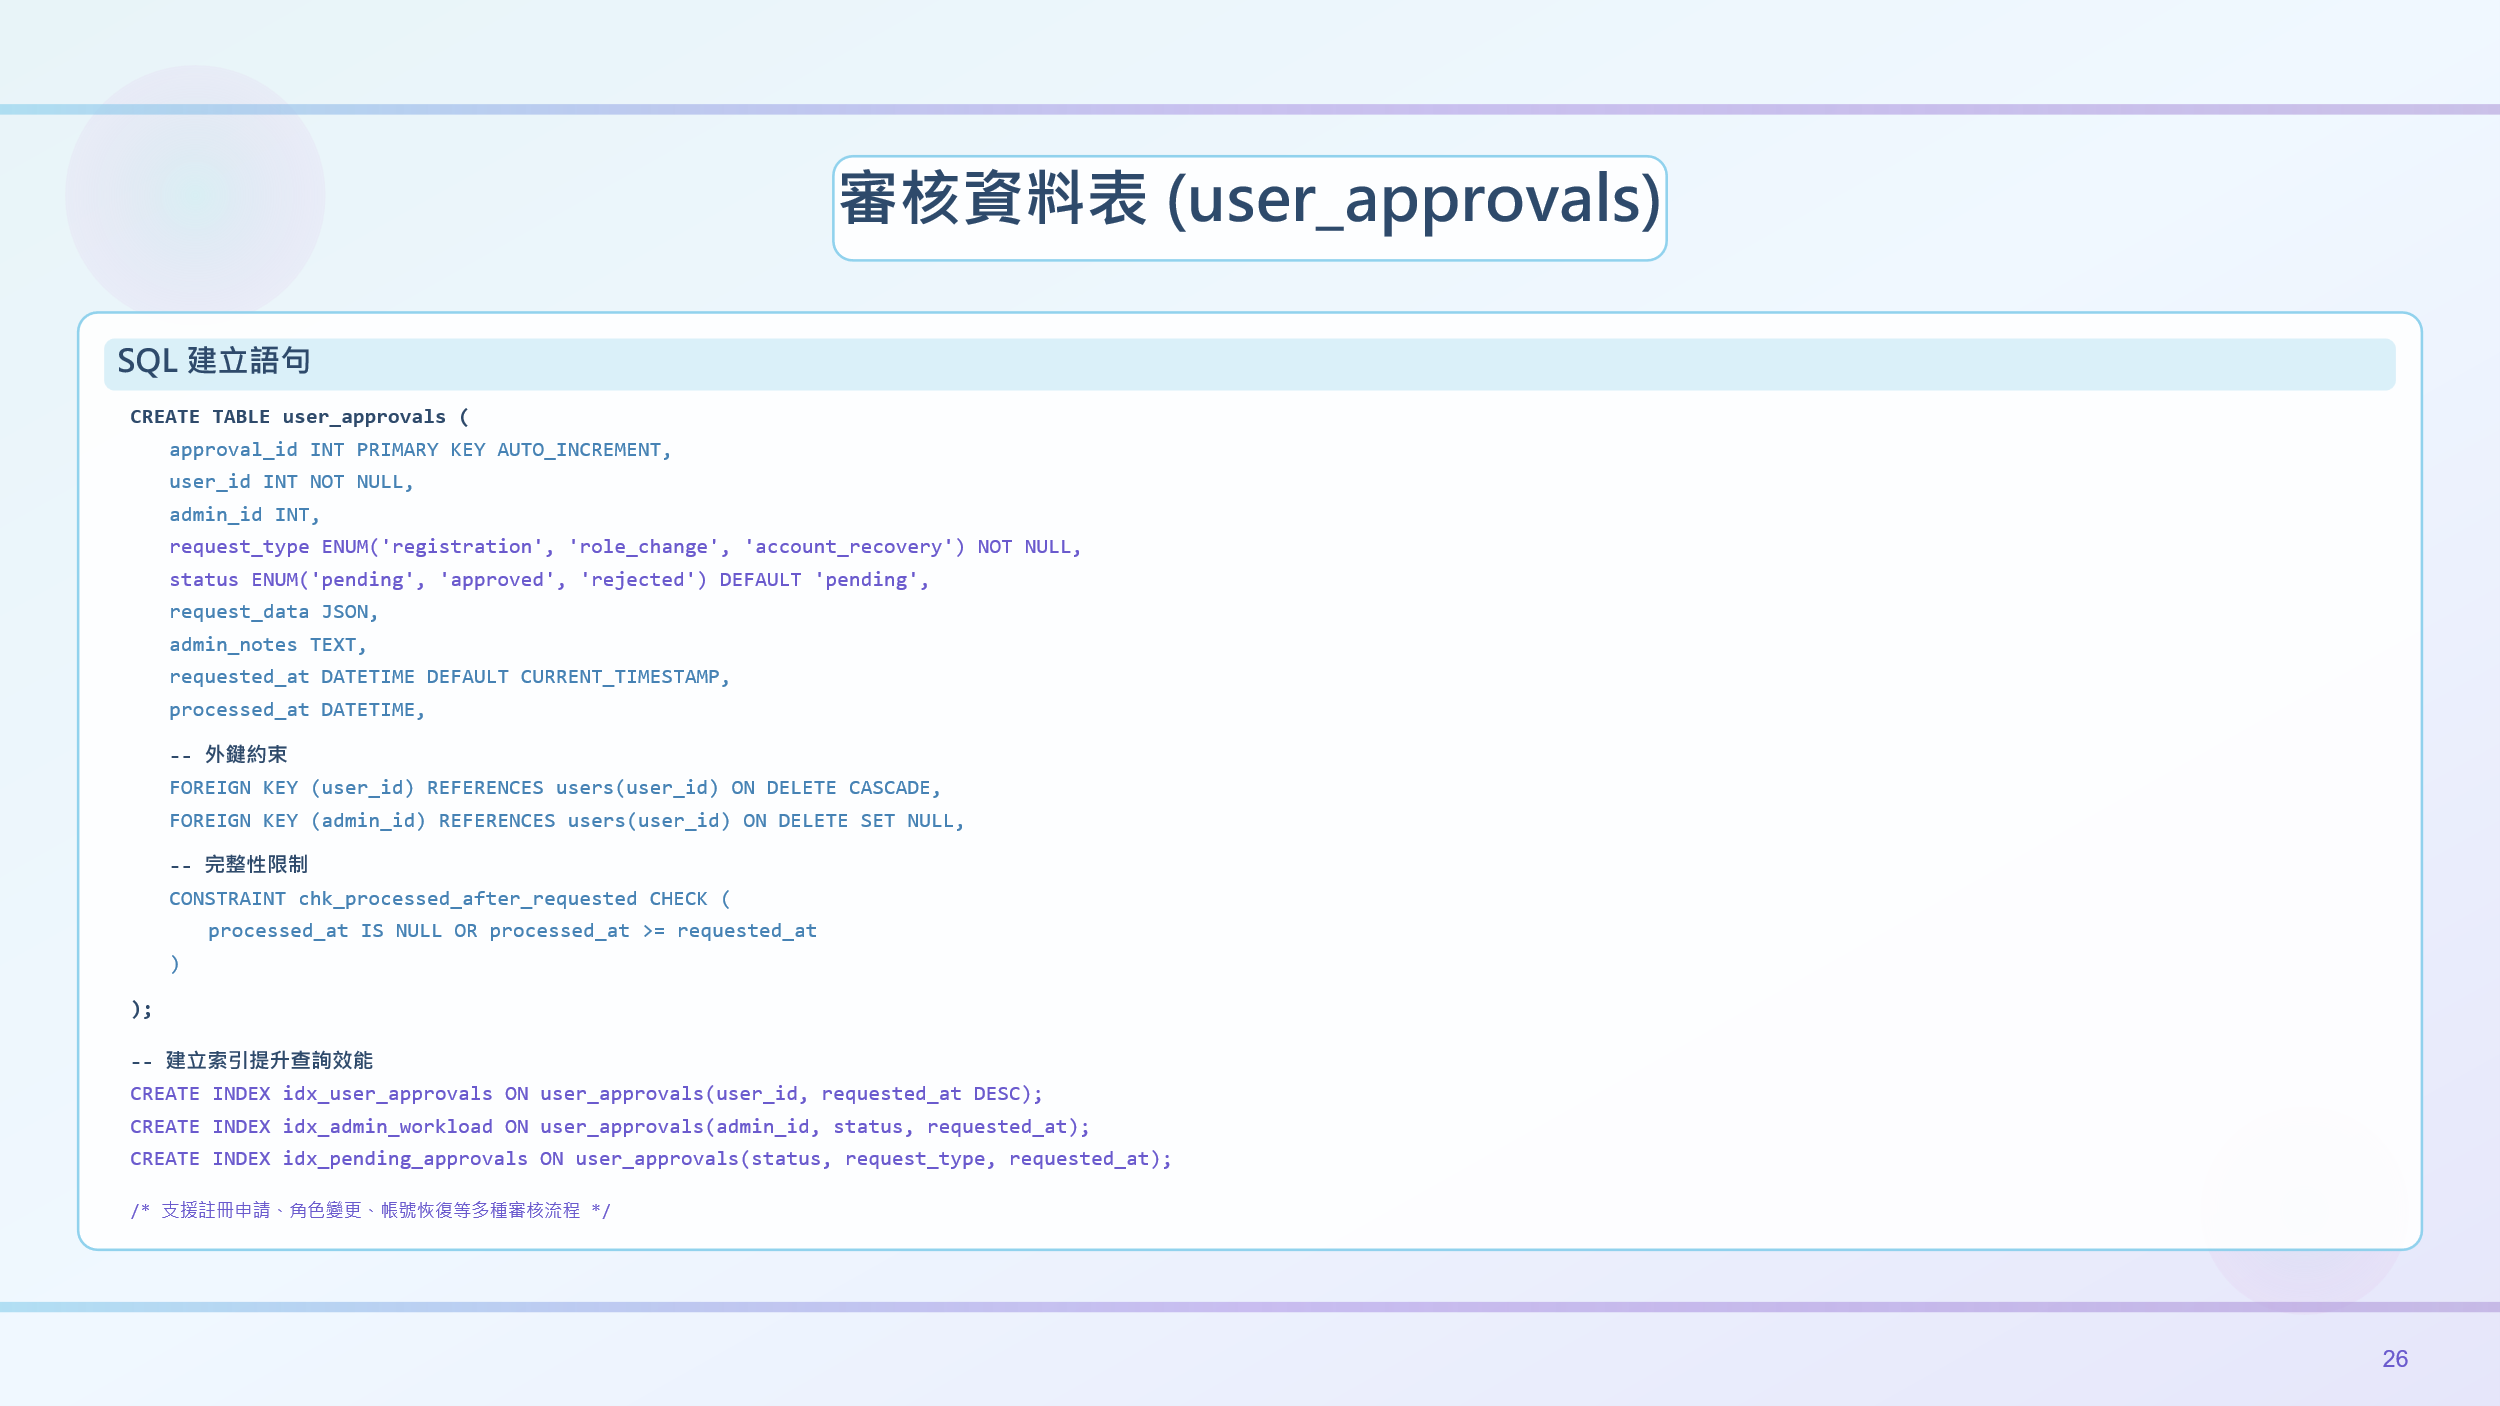 審核資料表 (user_approvals)
SQL 建立語句
CREATE TABLE user_approvals (
approval_id INT PRIMARY KEY AUTO_INCREMENT,
user_id INT NOT NULL,
admin_id INT,
request_type ENUM('registration', 'role_change', 'account_recovery') NOT NULL,
status ENUM('pending', 'approved', 'rejected') DEFAULT 'pending',
request_data JSON,
admin_notes TEXT,
requested_at DATETIME DEFAULT CURRENT_TIMESTAMP,
processed_at DATETIME,
-- 外鍵約束
FOREIGN KEY (user_id) REFERENCES users(user_id) ON DELETE CASCADE,
FOREIGN KEY (admin_id) REFERENCES users(user_id) ON DELETE SET NULL,
-- 完整性限制
CONSTRAINT chk_processed_after_requested CHECK (
processed_at IS NULL OR processed_at >= requested_at
)
);
-- 建立索引提升查詢效能
CREATE INDEX idx_user_approvals ON user_approvals(user_id, requested_at DESC);
CREATE INDEX idx_admin_workload ON user_approvals(admin_id, status, requested_at);
CREATE INDEX idx_pending_approvals ON user_approvals(status, request_type, requested_at);
/* 支援註冊申請、角色變更、帳號恢復等多種審核流程 */
26